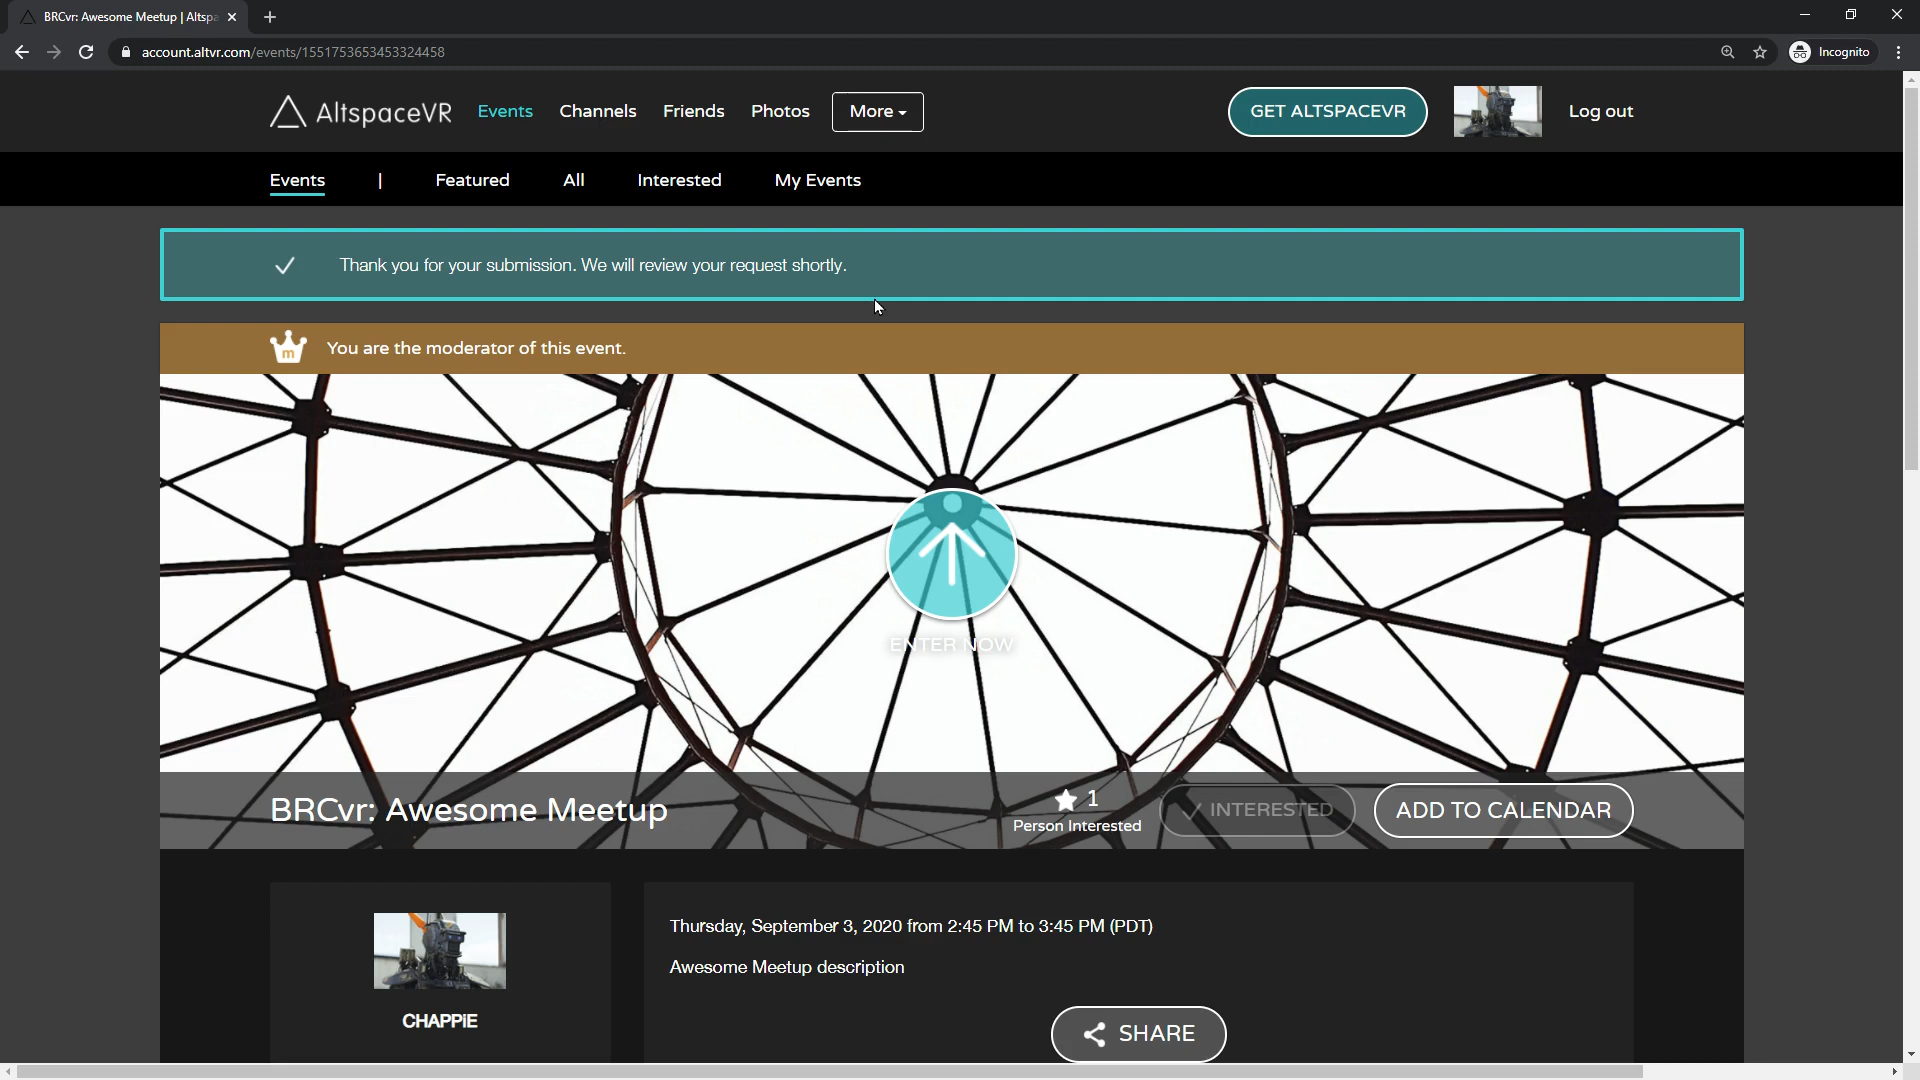 BRCvr: Awesome Meetup | Altspa
account.altvr.com/events/1551753653453324458
Incognito
AltspaceVR
Events
Channels
Friends
Photos
More
GET ALTSPACEVR
Log out
Events
|
Featured
All
Interested
My Events
Thank you for your submission. We will review your request shortly.
m
You are the moderator of this event.
ENTER NOW
BRCvr: Awesome Meetup
1
Person Interested
INTERESTED
ADD TO CALENDAR
CHAPPiE
Thursday, September 3, 2020 from 2:45 PM to 3:45 PM (PDT)
Awesome Meetup description
SHARE